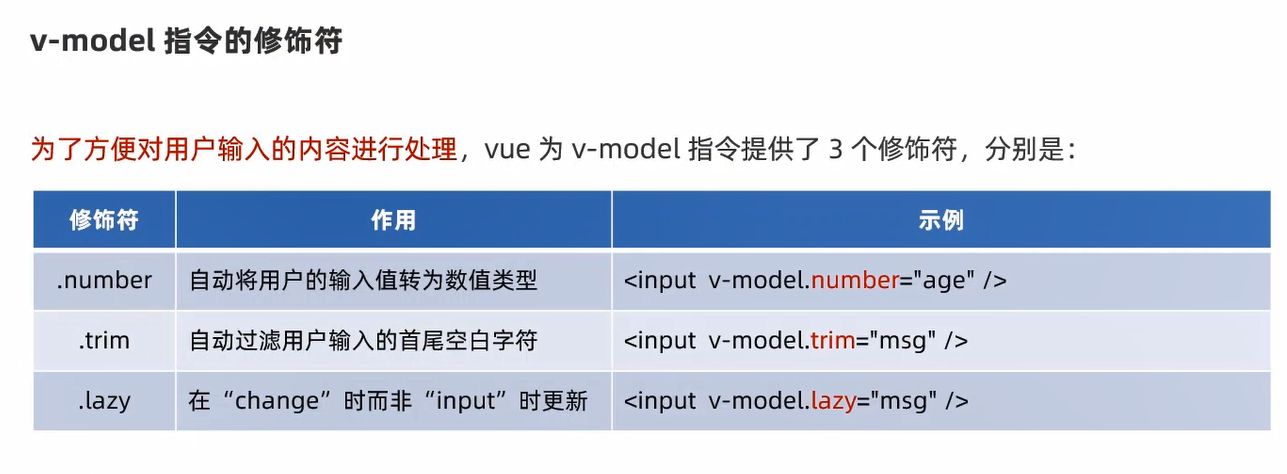 v-model 指令的修饰符
为了方便对用户输入的内容进行处理，vue 为 v-model 指令提供了 3 个修饰符，分别是：
修饰符 作用 示例
.number 自动将用户的输入值转为数值类型 <input v-model.number="age" />
.trim 自动过滤用户输入的首尾空白字符 <input v-model.trim="msg" />
.lazy 在“change”时而非“input”时更新 <input v-model.lazy="msg" />